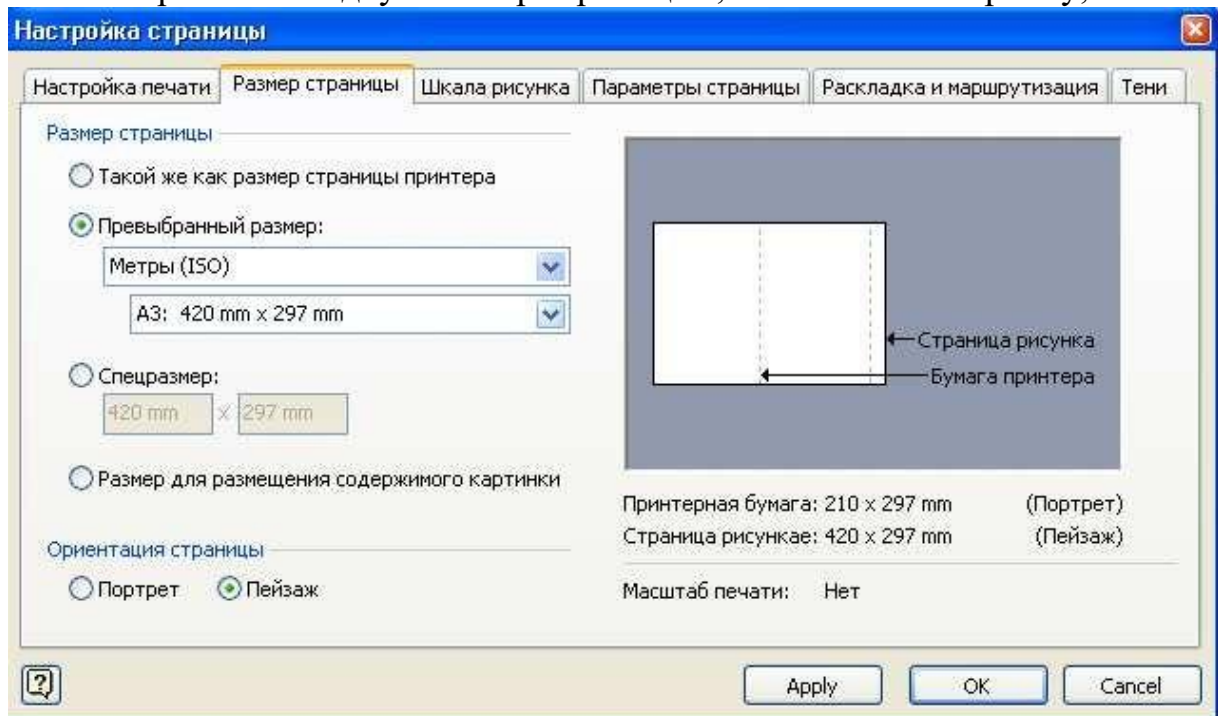 Настройка страницы
Настройка печати Размер страницы Шкала рисунка Параметры страницы Раскладка и маршрутизация Тени
Размер страницы
Такой же как размер страницы принтера
Превыбранный размер:
Метры (ISO)
A3: 420 mm x 297 mm
Спецразмер:
420 mm x 297 mm
Размер для размещения содержимого картинки
Ориентация страницы
Портрет Пейзаж
Страница рисунка
Бумага принтера
Принтерная бумага: 210 x 297 mm (Портрет)
Страница рисункае: 420 x 297 mm (Пейзаж)
Масштаб печати: Нет
Apply OK Cancel